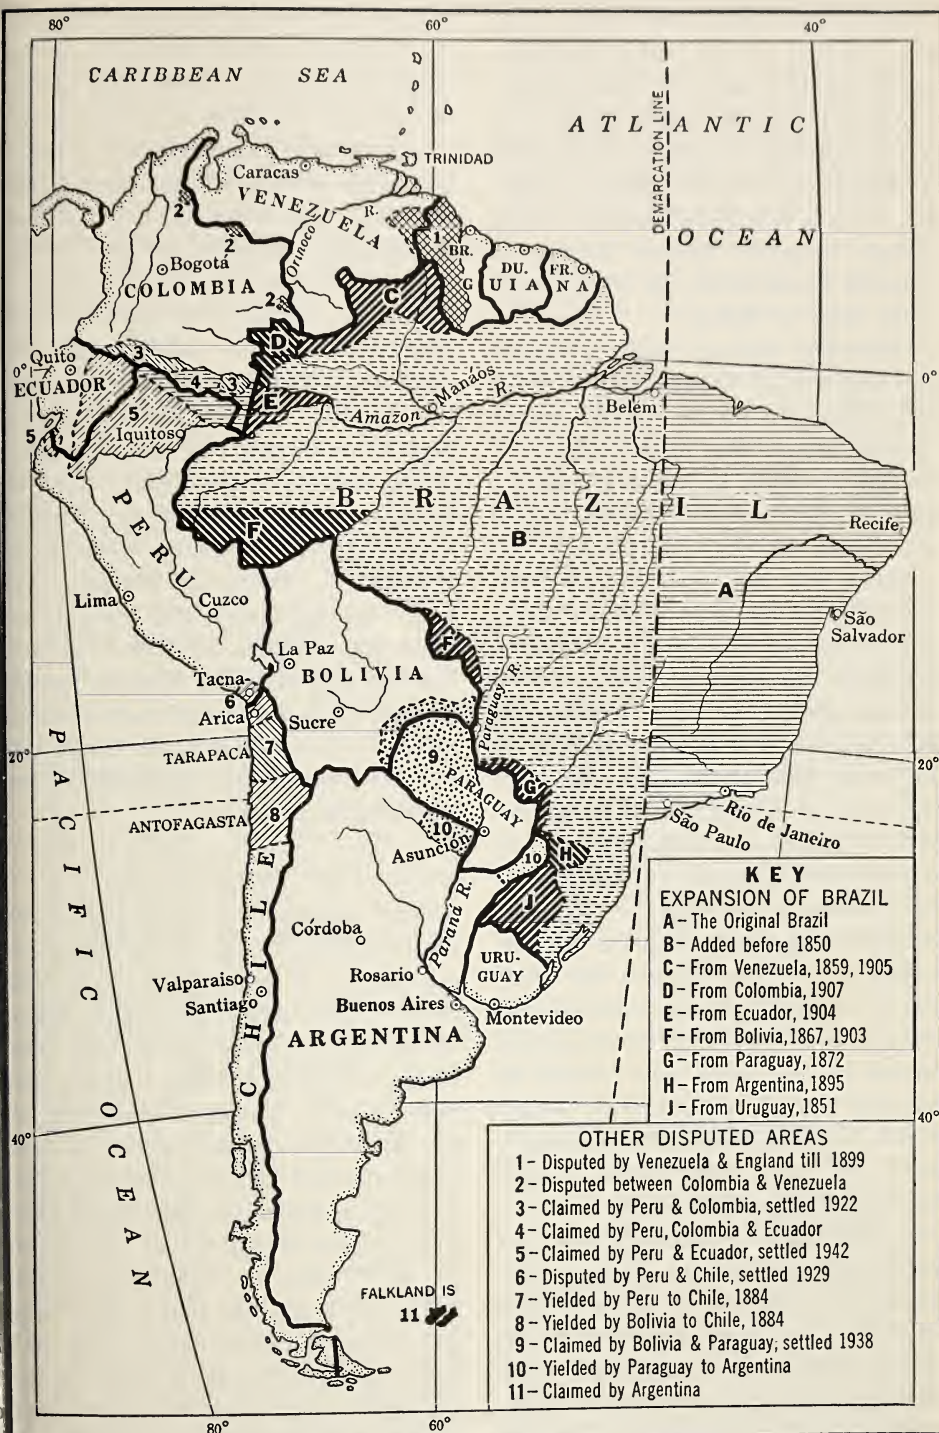 80°
60°
40°
CARIBBEAN SEA
ATLANTIC
DEMARCATION LINE
OCEAN
TRINIDAD
Caracas
VENEZUELA
R.
Orinoco
2
2
2
1
BR.
G
DU.
UIA
FR.
NA
Bogotá
COLOMBIA
C
D
Quito
0°
0°
ECUADOR
3
4
3
E
5
5
Iquitos
Manáos
Amazon
R.
Belém
BRAZIL
B
A
F
Recife
PERU
Lima
Cuzco
São
Salvador
F
La Paz
BOLIVIA
Tacna
6
Arica
Sucre
Paraguay R.
20°
20°
TARAPACÁ
7
9
PARAGUAY
G
ANTOFAGASTA
8
10
Asunción
10
H
São Paulo
Rio de Janeiro
J
PACIFIC
OCEAN
CHILE
Córdoba
Paraná R.
Rosario
URU-
GUAY
Valparaiso
Santiago
Buenos Aires
Montevideo
ARGENTINA
40°
40°
FALKLAND IS
11
80°
60°
KEY
EXPANSION OF BRAZIL
A – The Original Brazil
B – Added before 1850
C – From Venezuela, 1859, 1905
D – From Colombia, 1907
E – From Ecuador, 1904
F – From Bolivia, 1867, 1903
G – From Paraguay, 1872
H – From Argentina, 1895
J – From Uruguay, 1851
OTHER DISPUTED AREAS
1 – Disputed by Venezuela & England till 1899
2 – Disputed between Colombia & Venezuela
3 – Claimed by Peru & Colombia, settled 1922
4 – Claimed by Peru, Colombia & Ecuador
5 – Claimed by Peru & Ecuador, settled 1942
6 – Disputed by Peru & Chile, settled 1929
7 – Yielded by Peru to Chile, 1884
8 – Yielded by Bolivia to Chile, 1884
9 – Claimed by Bolivia & Paraguay; settled 1938
10 – Yielded by Paraguay to Argentina
11 – Claimed by Argentina